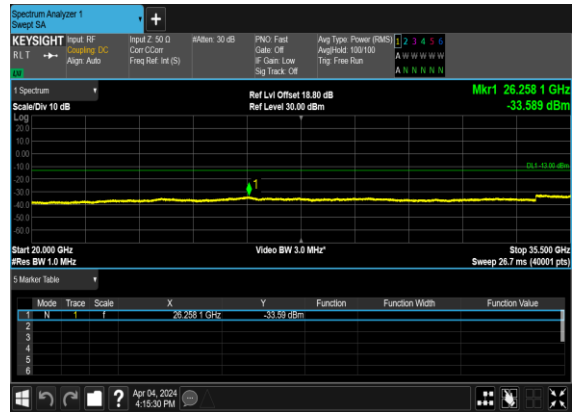 Spectrum Analyzer 1
Swept SA
+
KEYSIGHT Input: RF Input Z: 50 Ω #Atten: 30 dB PNO: Fast Avg Type: Power (RMS) 1 2 3 4 5 6
RLT Coupling: DC Corr CCorr Gate: Off Avg|Hold: 100/100 A W W W W W
Align: Auto Freq Ref: Int (S) IF Gain: Low Trig: Free Run
Sig Track: Off A N N N N N
1 Spectrum Ref Lvl Offset 18.80 dB Mkr1 26.258 1 GHz
Scale/Div 10 dB Ref Level 30.00 dBm -33.589 dBm
Log
20.0
10.0
0.00
-10.0 DL1 -13.00 dBm
-20.0
-30.0 1
-40.0
-50.0
-60.0
Start 20.000 GHz Video BW 3.0 MHz* Stop 35.500 GHz
#Res BW 1.0 MHz Sweep 26.7 ms (40001 pts)
5 Marker Table
Mode Trace Scale X Y Function Function Width Function Value
1 N 1 f 26.258 1 GHz -33.59 dBm
2
3
4
5
6
? Apr 04, 2024
4:15:30 PM